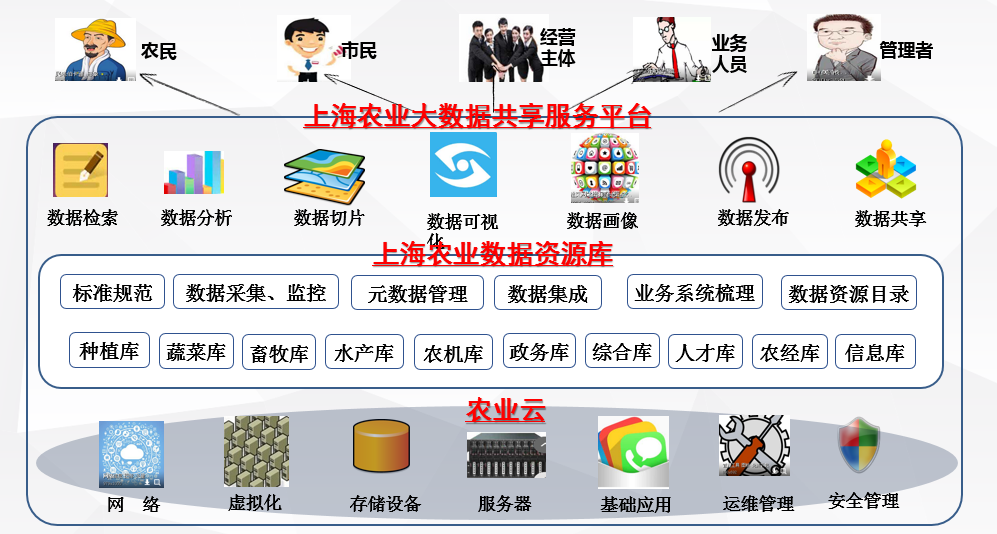 农民
市民
经营
主体
业务
人员
管理者
上海农业大数据共享服务平台
数据检索
数据分析
数据切片
数据可视
化
数据画像
数据发布
数据共享
上海农业数据资源库
标准规范
数据采集、监控
元数据管理
数据集成
业务系统梳理
数据资源目录
种植库
蔬菜库
畜牧库
水产库
农机库
政务库
综合库
人才库
农经库
信息库
农业云
网 络
虚拟化
存储设备
服务器
基础应用
运维管理
安全管理